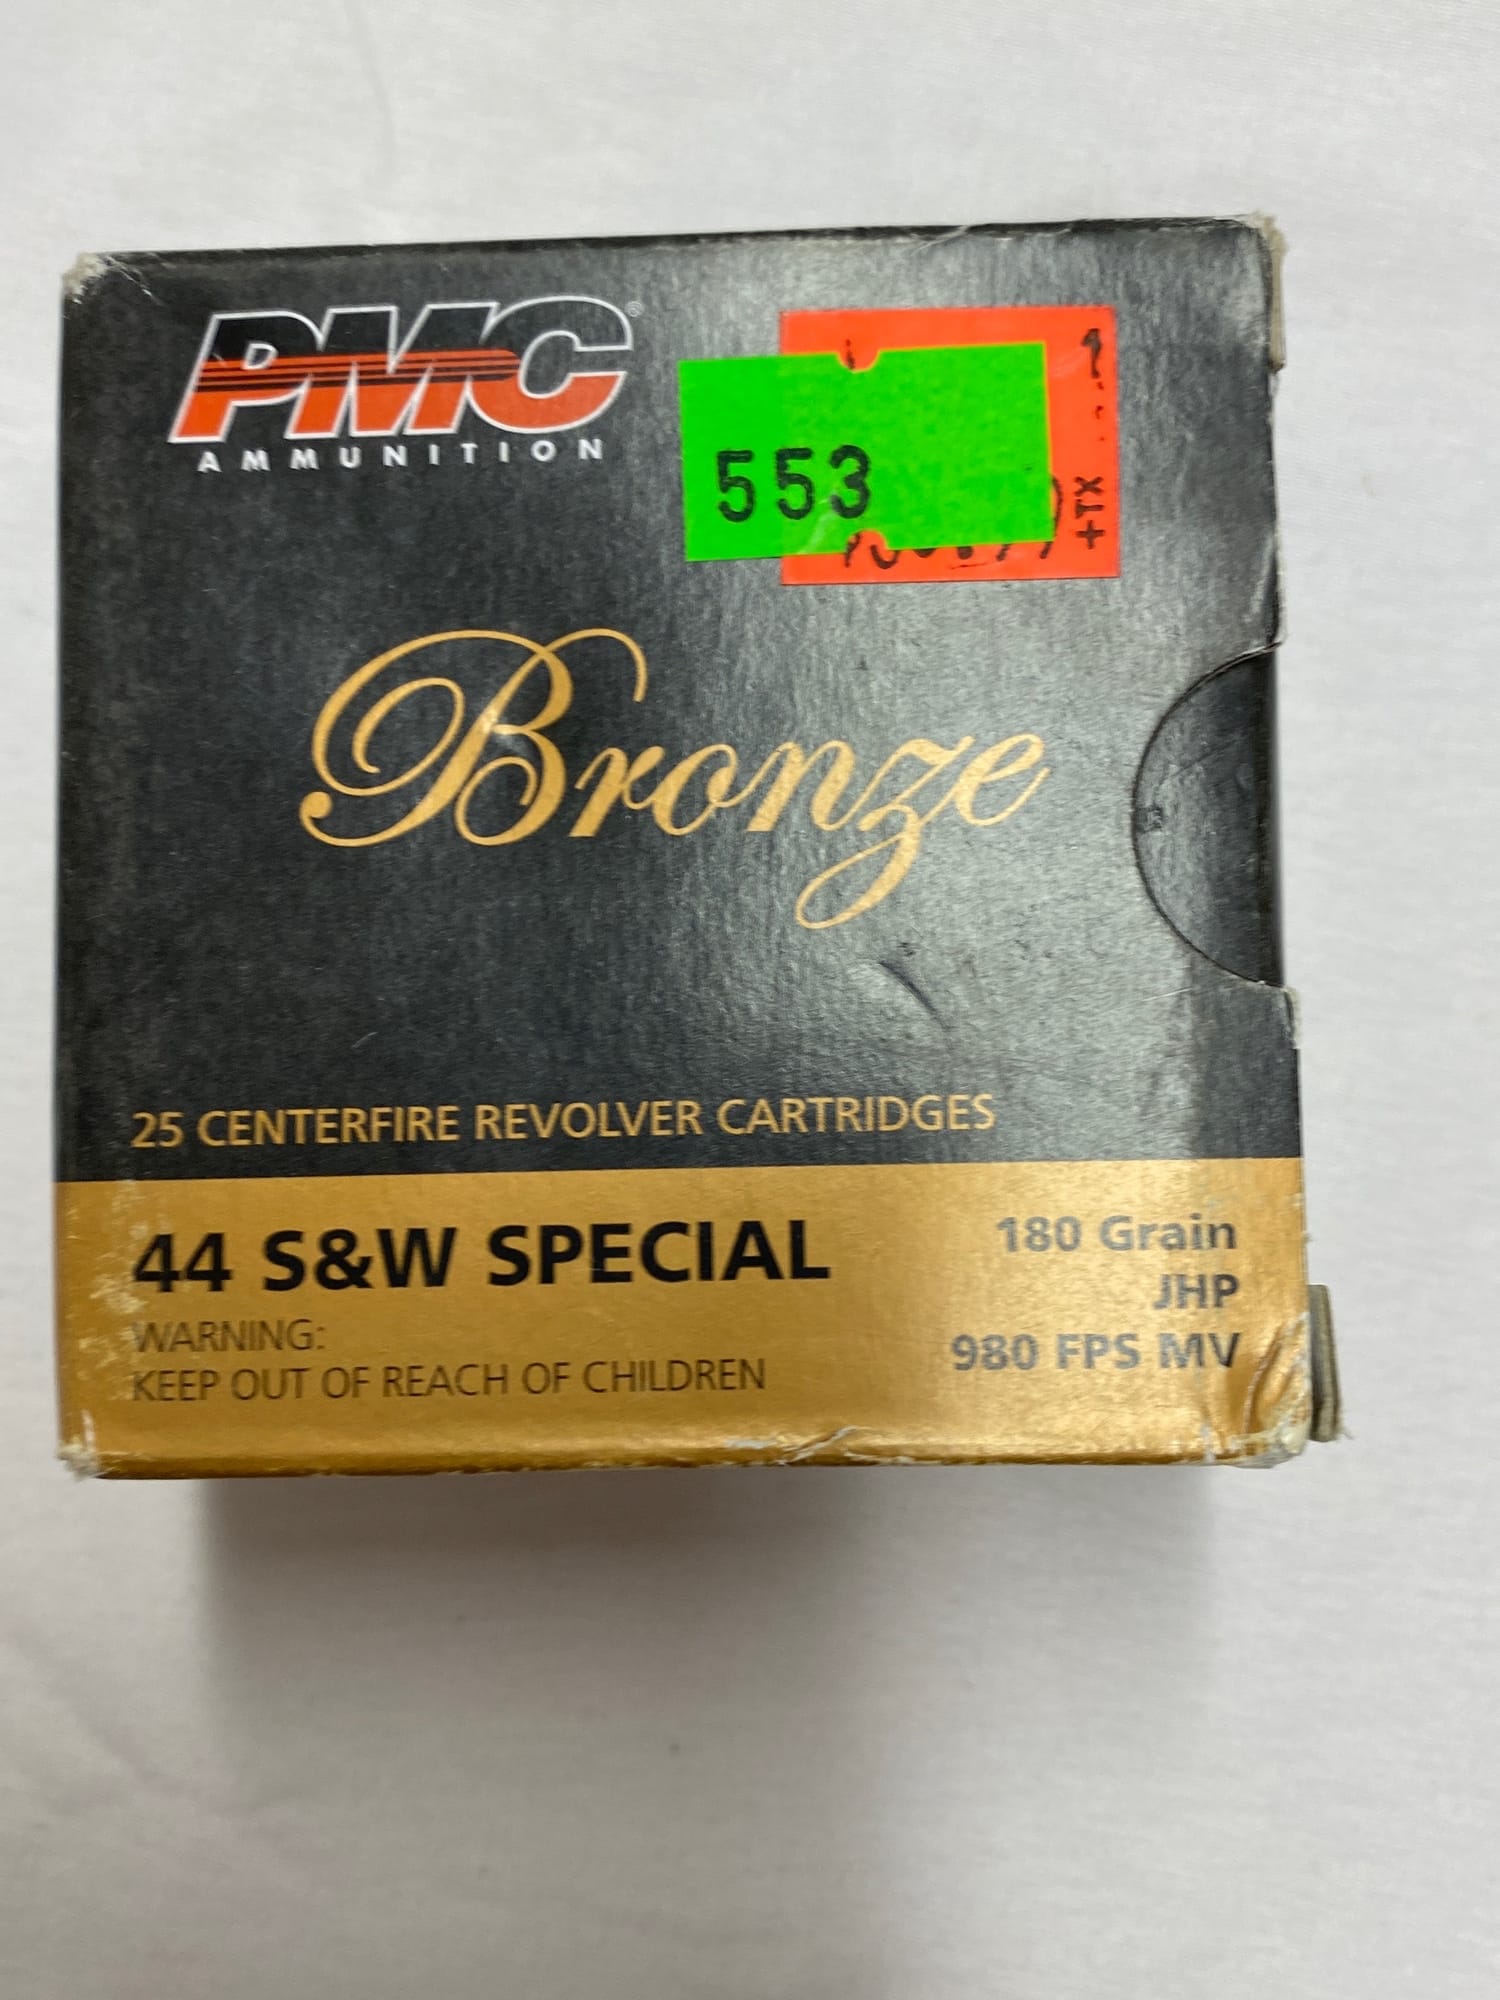 PMC®
AMMUNITION
553
+TX
Bronze
25 CENTERFIRE REVOLVER CARTRIDGES
44 S&W SPECIAL
180 Grain
JHP
980 FPS MV
WARNING:
KEEP OUT OF REACH OF CHILDREN